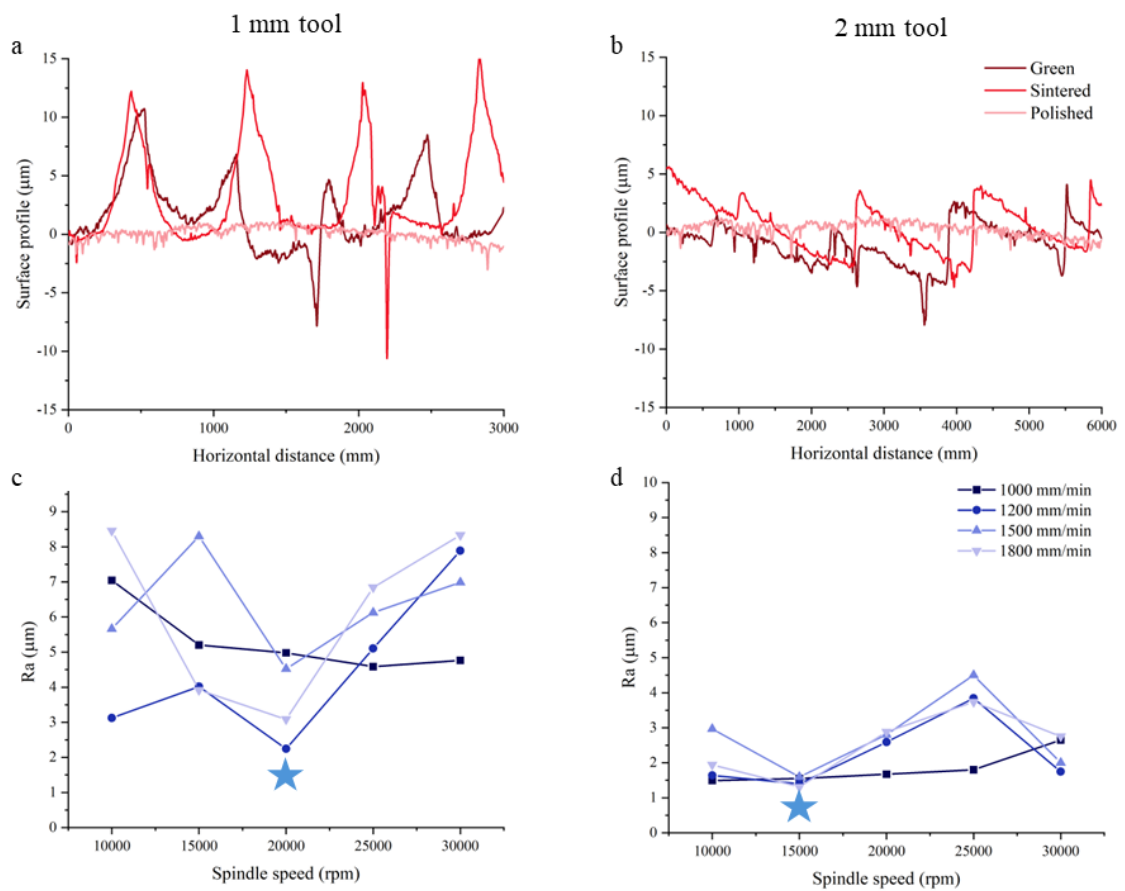 1 mm tool
2 mm tool
a
b
15
10
5
0
-5
-10
-15
Surface profile (μm)
0
1000
2000
3000
Horizontal distance (mm)
Green
Sintered
Polished
15
10
5
0
-5
-10
-15
Surface profile (μm)
0
1000
2000
3000
4000
5000
6000
Horizontal distance (mm)
c
d
9
8
7
6
5
4
3
2
1
0
Ra (μm)
10000
15000
20000
25000
30000
Spindle speed (rpm)
1000 mm/min
1200 mm/min
1500 mm/min
1800 mm/min
10
9
8
7
6
5
4
3
2
1
0
Ra (μm)
10000
15000
20000
25000
30000
Spindle speed (rpm)